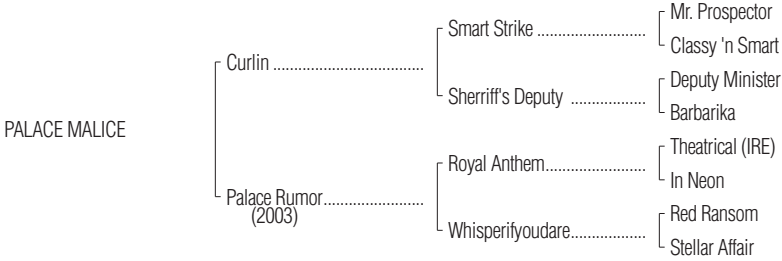 Mr. Prospector
Smart Strike ........................
Classy 'n Smart
Curlin ..................................
Deputy Minister
Sherriff's Deputy .................
Barbarika
PALACE MALICE
Theatrical (IRE)
Royal Anthem.......................
In Neon
Palace Rumor.......................
(2003)
Red Ransom
Whisperifyoudare.................
Stellar Affair